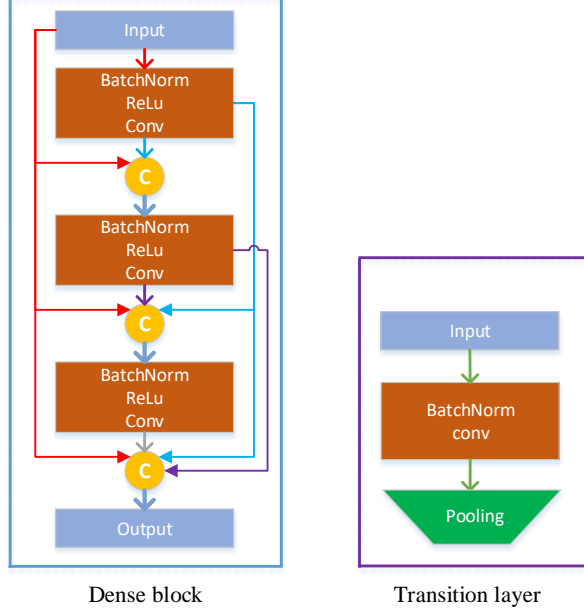 Input
BatchNorm
ReLu
Conv
C
BatchNorm
ReLu
Conv
C
BatchNorm
ReLu
Conv
C
Output
Dense block
Input
BatchNorm
conv
Pooling
Transition layer